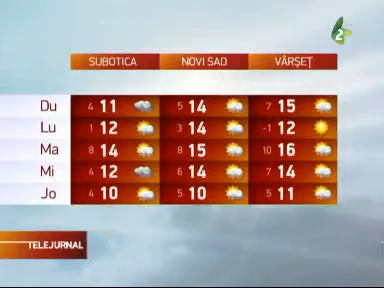 2
SUBOTICA NOVI SAD VÂRŞEŢ
Du 4 11 5 14 7 15
Lu 1 12 3 14 -1 12
Ma 8 14 8 15 10 16
Mi 4 12 6 14 7 14
Jo 4 10 5 10 5 11
TELEJURNAL